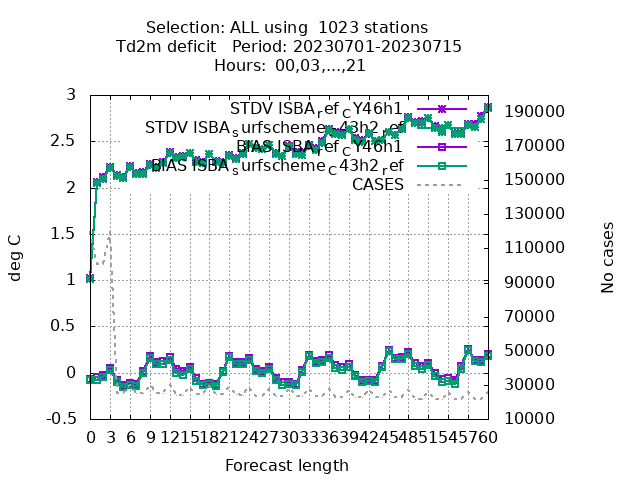 Selection: ALL using  1023 stations
Td2m deficit   Period: 20230701-20230715
Hours: 00,03,...,21
STDV ISBA_ref_CY46h1
STDV ISBA_surfscheme_C43h2_ref
BIAS ISBA_ref_CY46h1
BIAS ISBA_surfscheme_C43h2_ref
CASES
3
2.5
2
1.5
1
0.5
0
-0.5
deg C
190000
170000
150000
130000
110000
90000
70000
50000
30000
10000
No cases
0 3 6 9 12 15 18 21 24 27 30 33 36 39 42 45 48 51 54 57 60
Forecast length